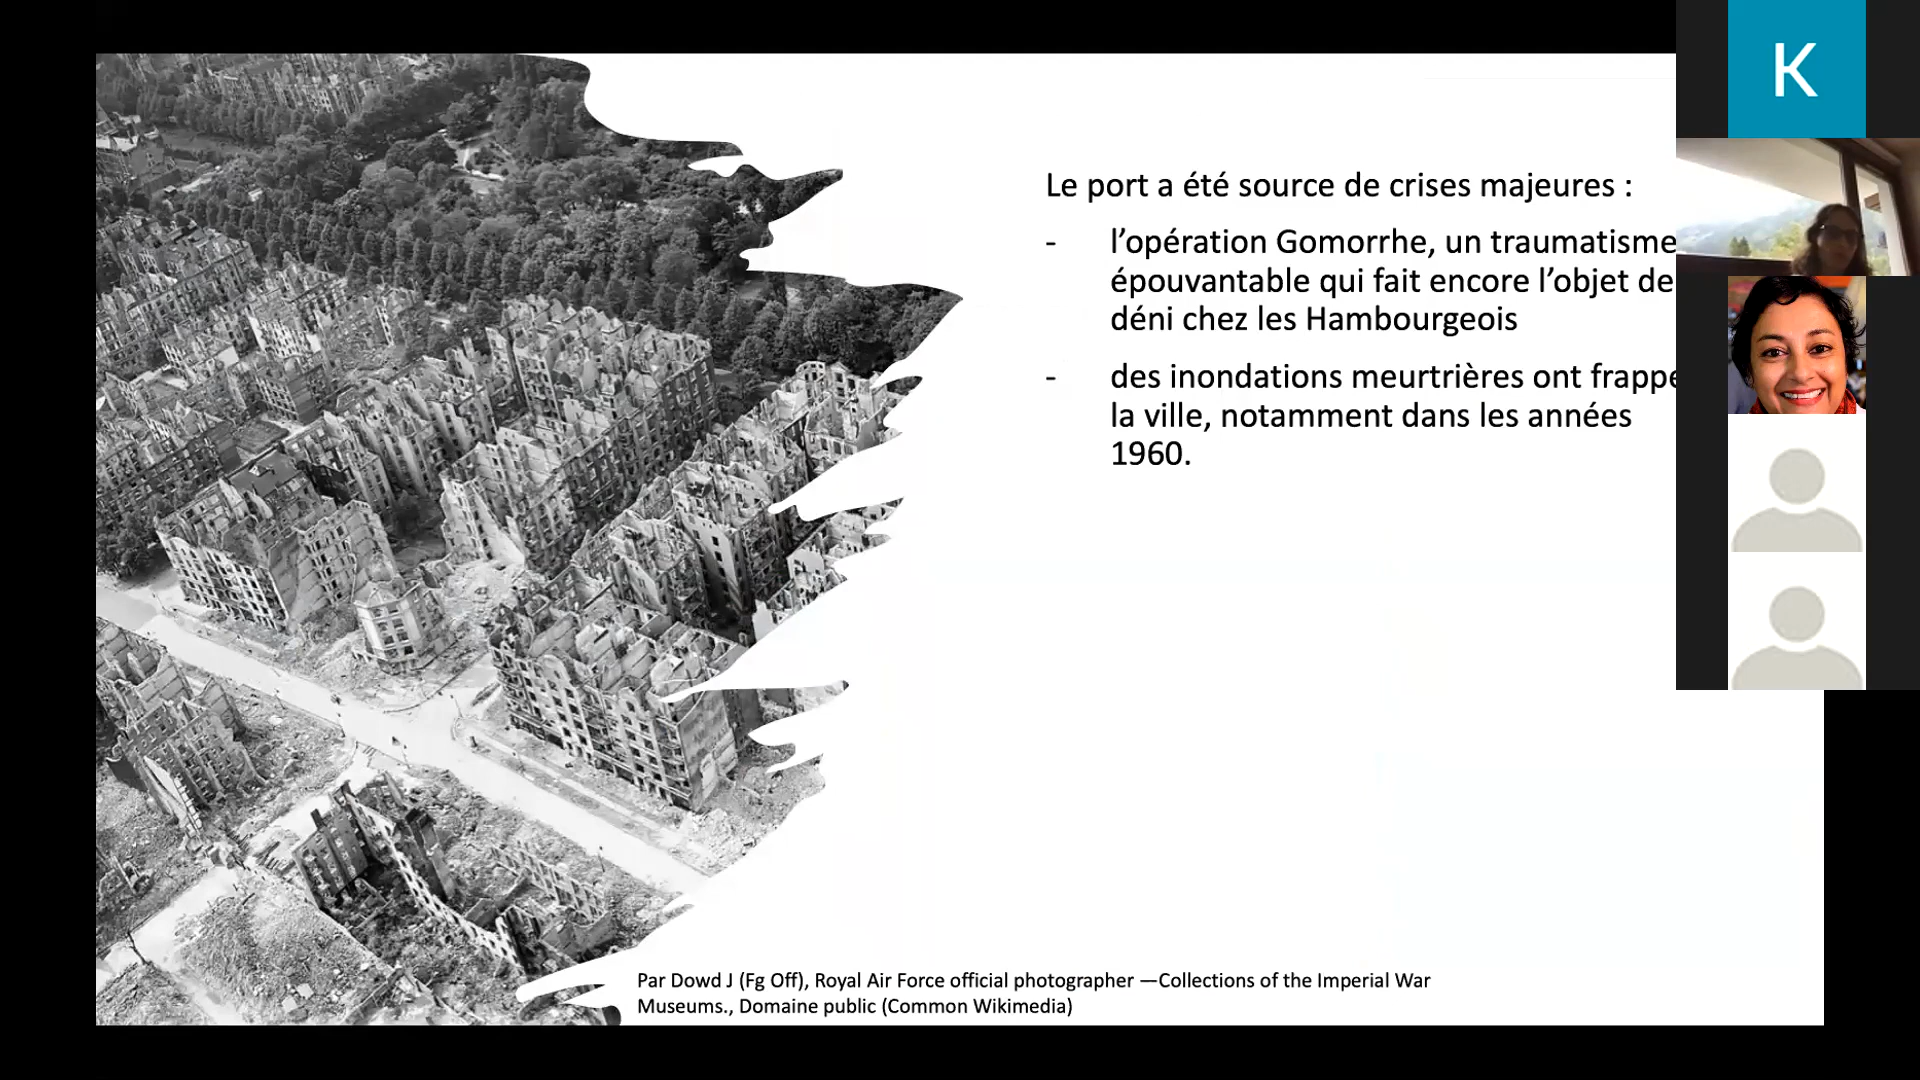 K
Le port a été source de crises majeures :
- l’opération Gomorrhe, un traumatisme
épouvantable qui fait encore l’objet de
déni chez les Hambourgeois
- des inondations meurtrières ont
la ville, notamment dans les années
1960.
Par Dowd J (Fg Off), Royal Air Force official photographer —Collections of the Imperial War
Museums., Domaine public (Common Wikimedia)